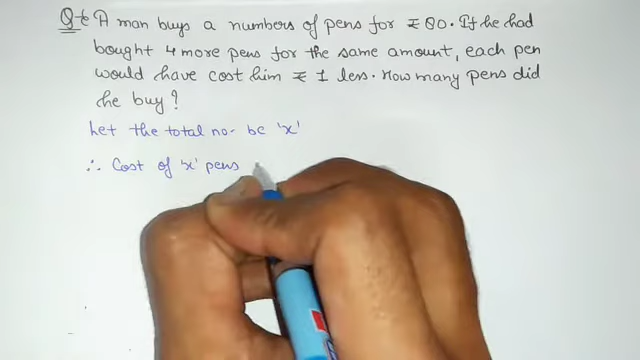 Q:- A man buys a numbers of pens for ₹ 80. If he had
bought 4 more pens for the same amount, each pen
would have cost him ₹ 1 less. How many pens did
he buy?
Let the total no- be 'x'
∴ Cost of 'x' pens